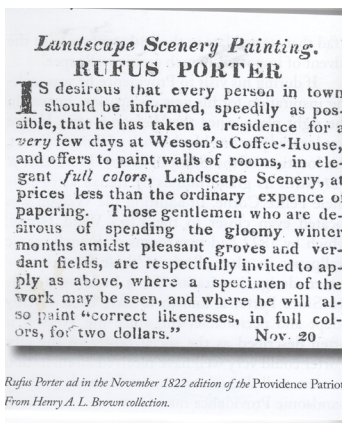 Landscape Scenery Painting.
RUFUS PORTER
IS desirous that every person in town
should be informed, speedily as pos-
sible, that he has taken a residence for a
very few days at Wesson's Coffee-House,
and offers to paint walls of rooms, in ele-
gant full colors, Landscape Scenery, at
prices less than the ordinary expence of
papering. Those gentlemen who are de-
sirous of spending the gloomy winter
months amidst pleasant groves and ver-
dant fields, are respectfully invited to ap-
ply as above, where a specimen of the
work may be seen, and where he will al-
so paint "correct likenesses, in full col-
ors, for two dollars." Nov. 20
Rufus Porter ad in the November 1822 edition of the Providence Patriot
From Henry A. L. Brown collection.